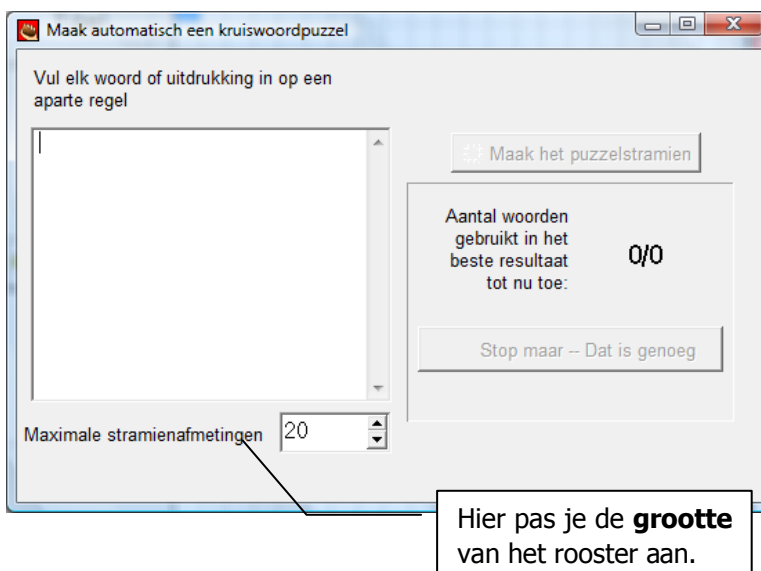 Maak automatisch een kruiswoordpuzzel
Vul elk woord of uitdrukking in op een
aparte regel
Maak het puzzelstramien
Aantal woorden
gebruikt in het
beste resultaat
tot nu toe:
0/0
Stop maar -- Dat is genoeg
Maximale stramienafmetingen
20
Hier pas je de grootte
van het rooster aan.